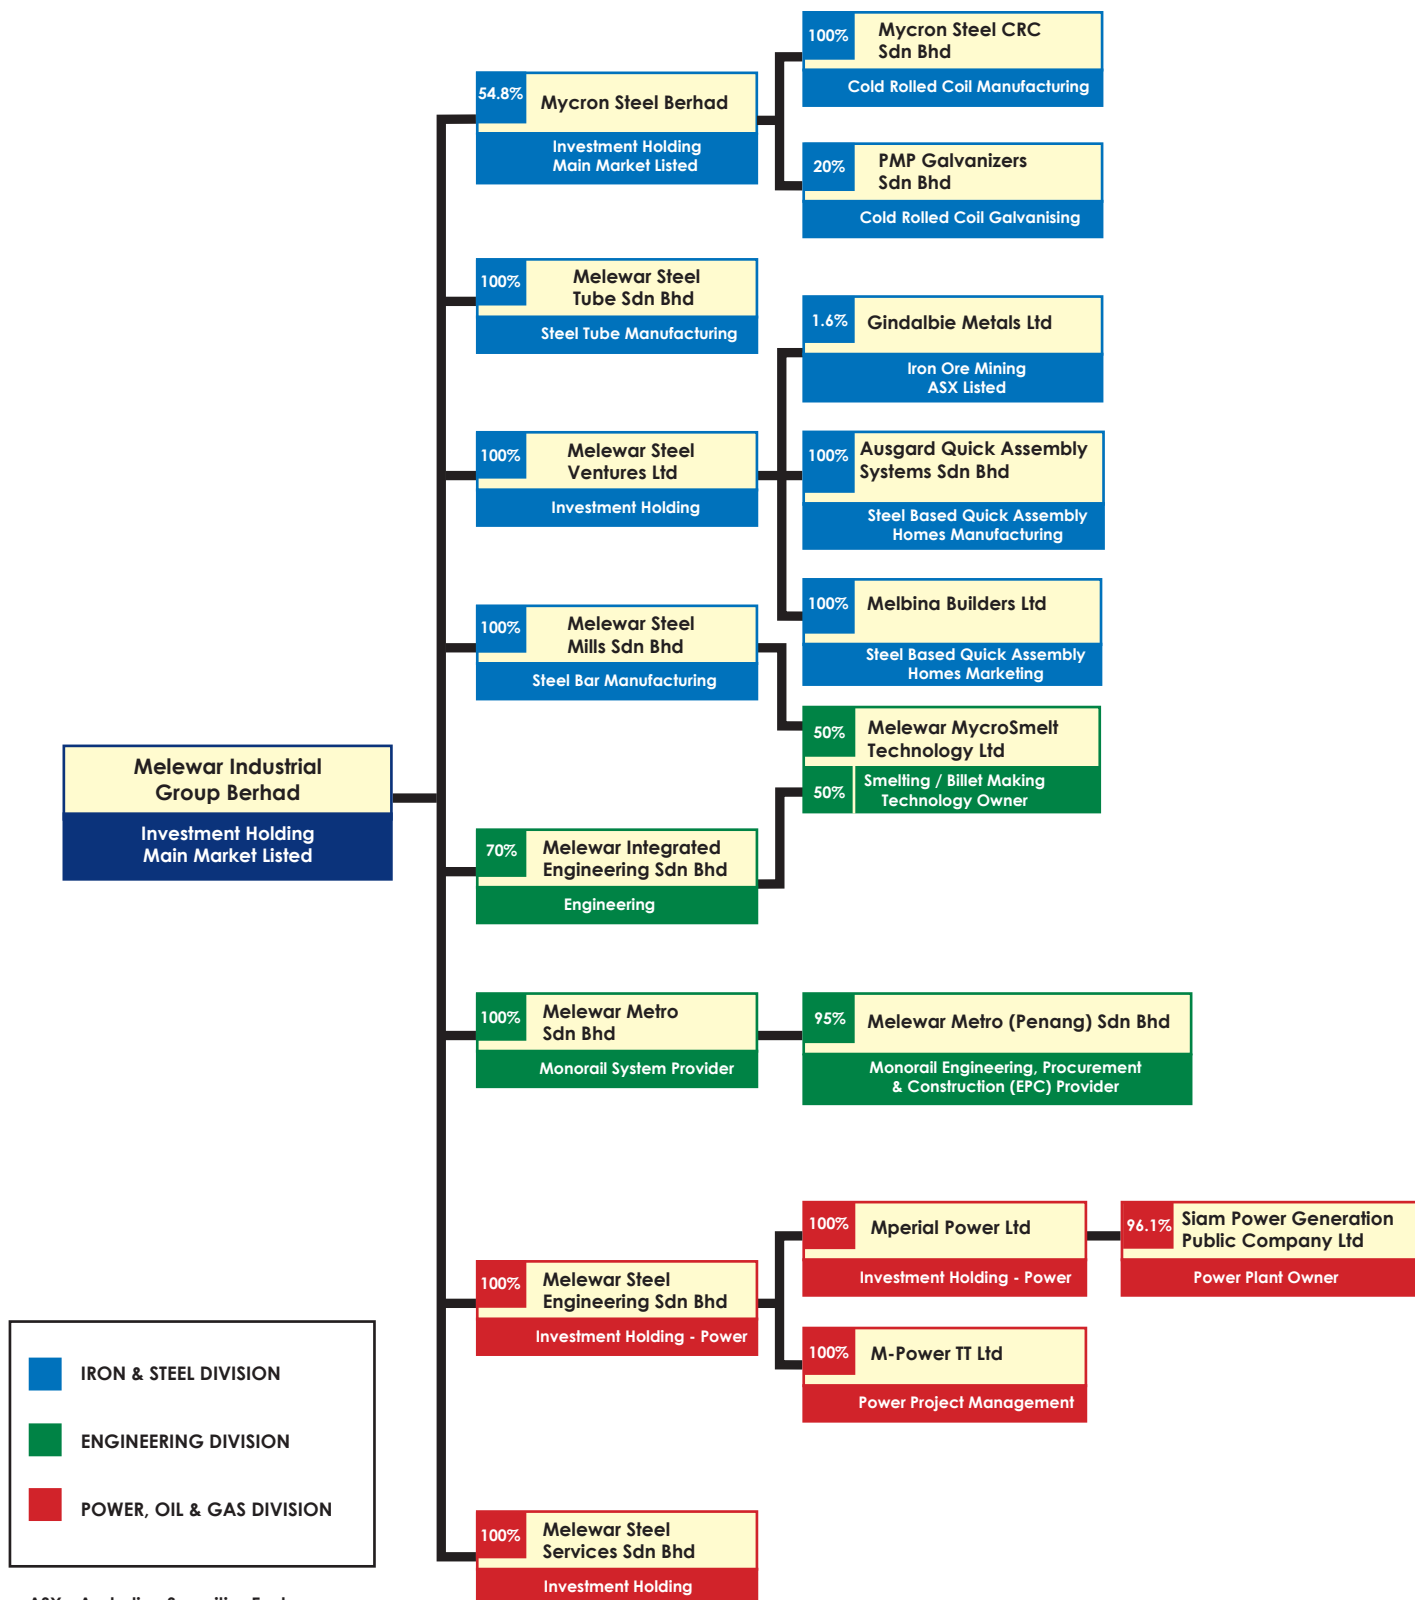 Melewar Industrial
Group Berhad
Investment Holding
Main Market Listed
54.8%
Mycron Steel Berhad
Investment Holding
Main Market Listed
100%
Mycron Steel CRC
Sdn Bhd
Cold Rolled Coil Manufacturing
20%
PMP Galvanizers
Sdn Bhd
Cold Rolled Coil Galvanising
100%
Melewar Steel
Tube Sdn Bhd
Steel Tube Manufacturing
100%
Melewar Steel
Ventures Ltd
Investment Holding
1.6%
Gindalbie Metals Ltd
Iron Ore Mining
ASX Listed
100%
Ausgard Quick Assembly
Systems Sdn Bhd
Steel Based Quick Assembly
Homes Manufacturing
100%
Melbina Builders Ltd
Steel Based Quick Assembly
Homes Marketing
100%
Melewar Steel
Mills Sdn Bhd
Steel Bar Manufacturing
50%
Melewar MycroSmelt
Technology Ltd
50%
Smelting / Billet Making
Technology Owner
70%
Melewar Integrated
Engineering Sdn Bhd
Engineering
100%
Melewar Metro
Sdn Bhd
Monorail System Provider
95%
Melewar Metro (Penang) Sdn Bhd
Monorail Engineering, Procurement
& Construction (EPC) Provider
100%
Melewar Steel
Engineering Sdn Bhd
Investment Holding - Power
100%
Mperial Power Ltd
Investment Holding - Power
96.1%
Siam Power Generation
Public Company Ltd
Power Plant Owner
100%
M-Power TT Ltd
Power Project Management
100%
Melewar Steel
Services Sdn Bhd
Investment Holding
IRON & STEEL DIVISION
ENGINEERING DIVISION
POWER, OIL & GAS DIVISION